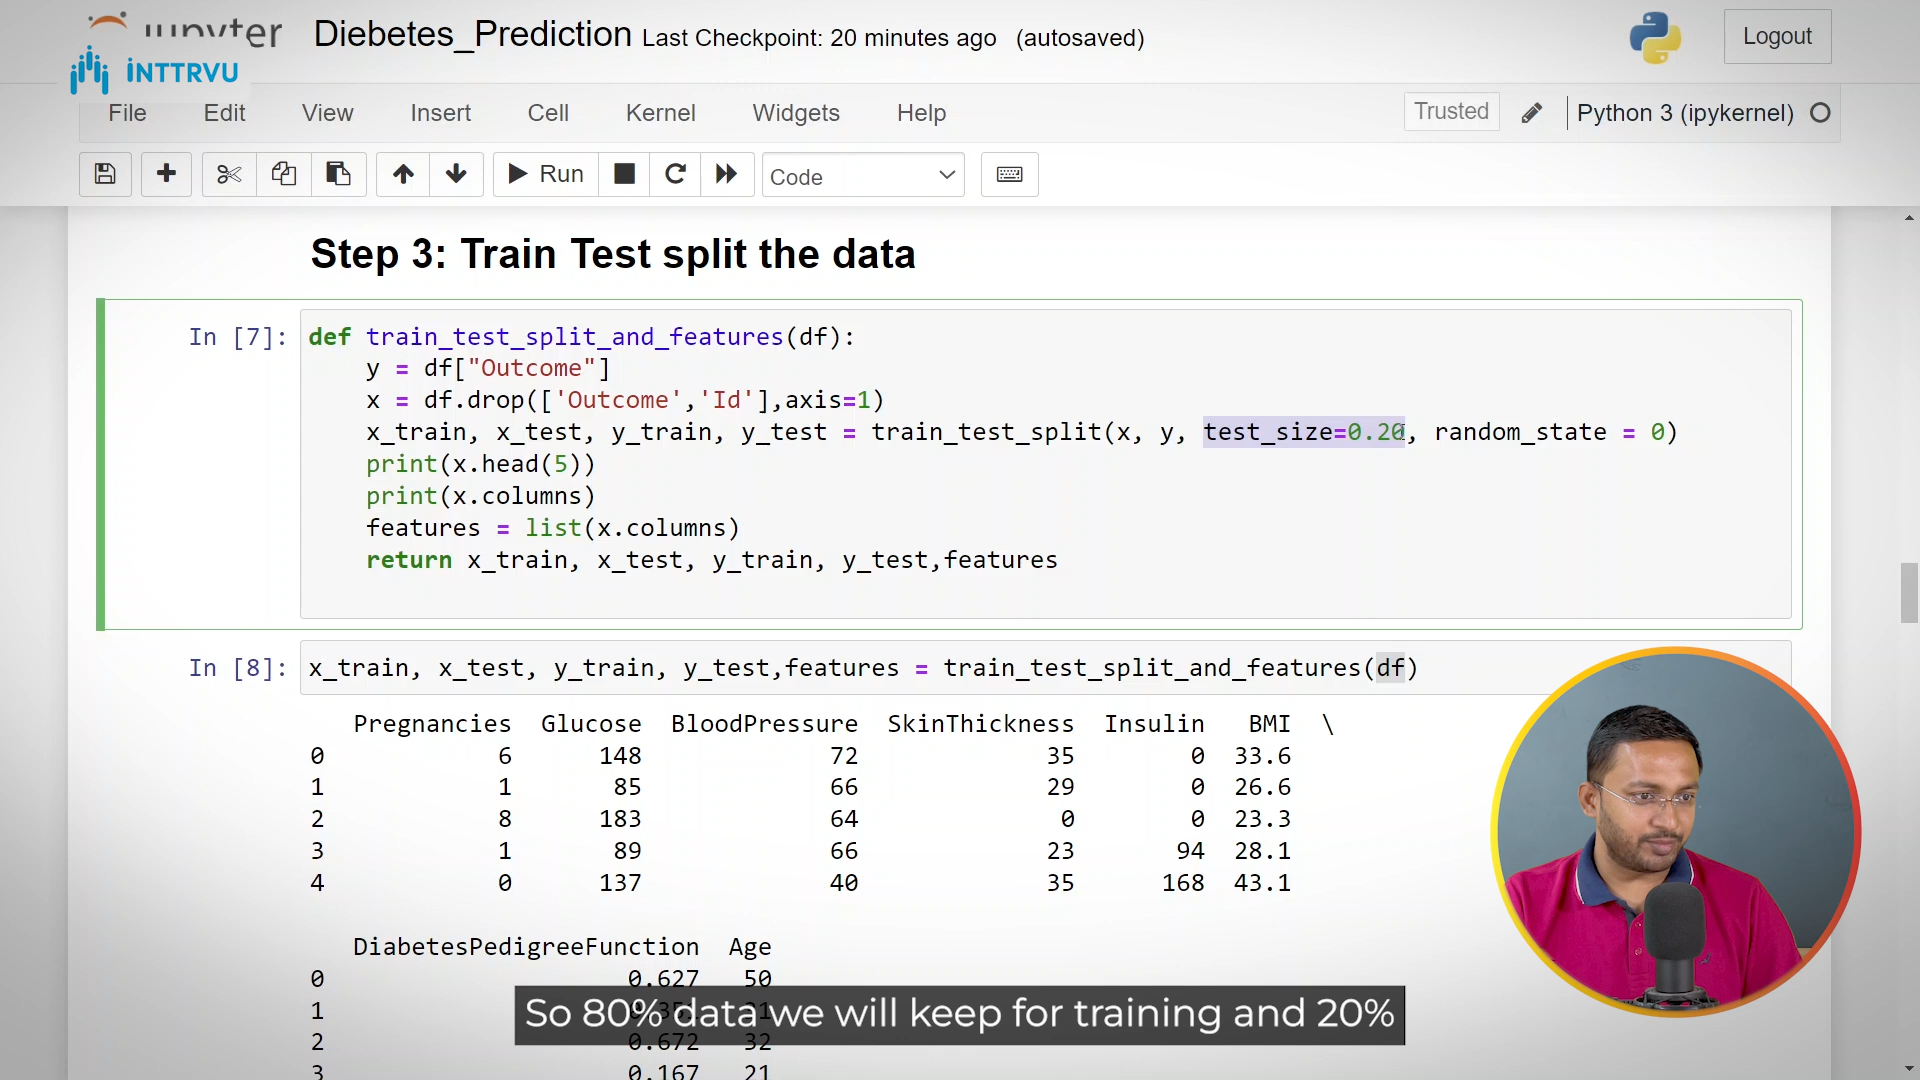 jupyter Diebetes_Prediction Last Checkpoint: 20 minutes ago (autosaved)
Logout
INTTRVU
File Edit View Insert Cell Kernel Widgets Help
Trusted Python 3 (ipykernel)
Run Code
Step 3: Train Test split the data
In [7]: def train_test_split_and_features(df):
y = df["Outcome"]
x = df.drop(['Outcome','Id'],axis=1)
x_train, x_test, y_train, y_test = train_test_split(x, y, test_size=0.20, random_state = 0)
print(x.head(5))
print(x.columns)
features = list(x.columns)
return x_train, x_test, y_train, y_test,features
In [8]: x_train, x_test, y_train, y_test,features = train_test_split_and_features(df)
Pregnancies Glucose BloodPressure SkinThickness Insulin BMI \
0 6 148 72 35 0 33.6
1 1 85 66 29 0 26.6
2 8 183 64 0 0 23.3
3 1 89 66 23 94 28.1
4 0 137 40 35 168 43.1
DiabetesPedigreeFunction Age
0 0.627 50
1
So 80% data we will keep for training and 20%
2 0.672 32
3 0.167 21